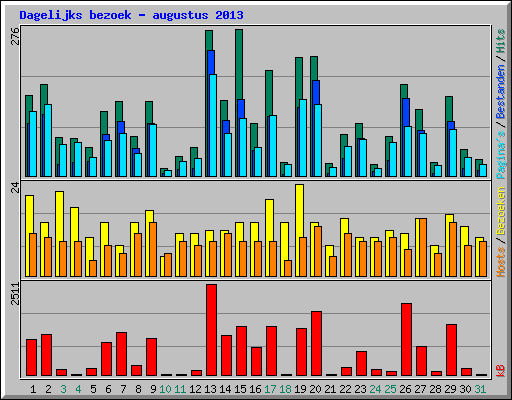 Dagelijks bezoek - augustus 2013
276
24
2511
Pagina's / Bestanden / Hits
Hosts / Bezoeken
kB
1 2 3 4 5 6 7 8 9 10 11 12 13 14 15 16 17 18 19 20 21 22 23 24 25 26 27 28 29 30 31